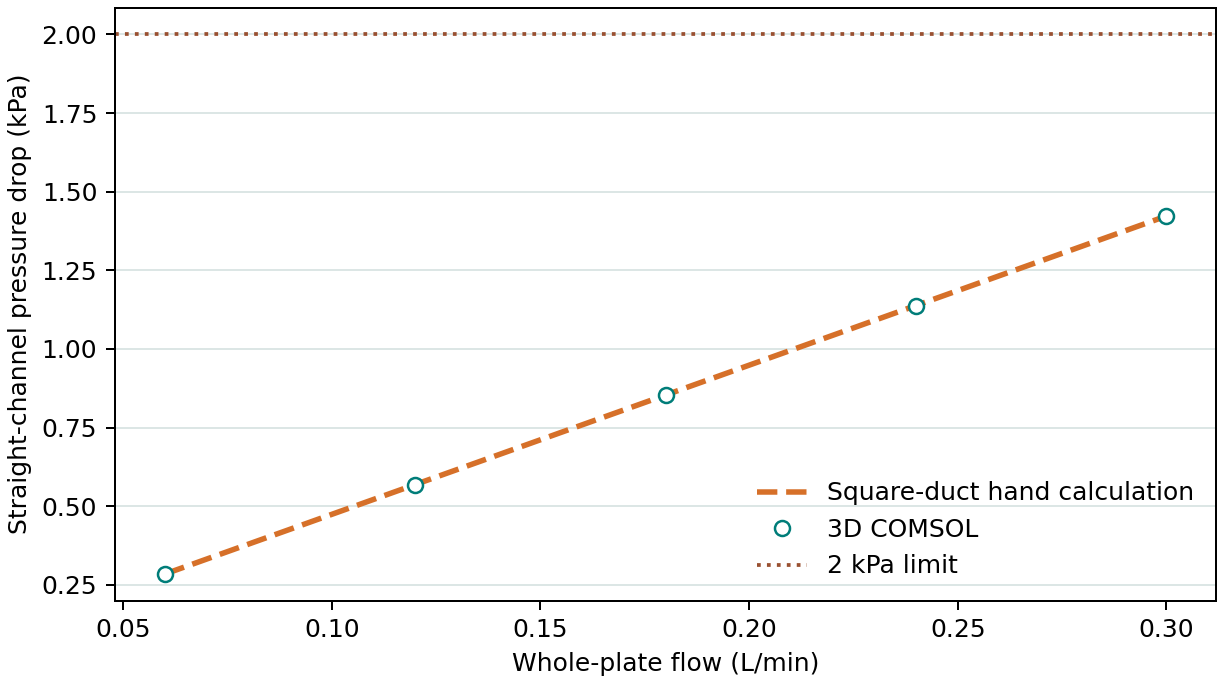 Straight-channel pressure drop (kPa)
2.00
1.75
1.50
1.25
1.00
0.75
0.50
0.25
Square-duct hand calculation
3D COMSOL
2 kPa limit
0.05 0.10 0.15 0.20 0.25 0.30
Whole-plate flow (L/min)